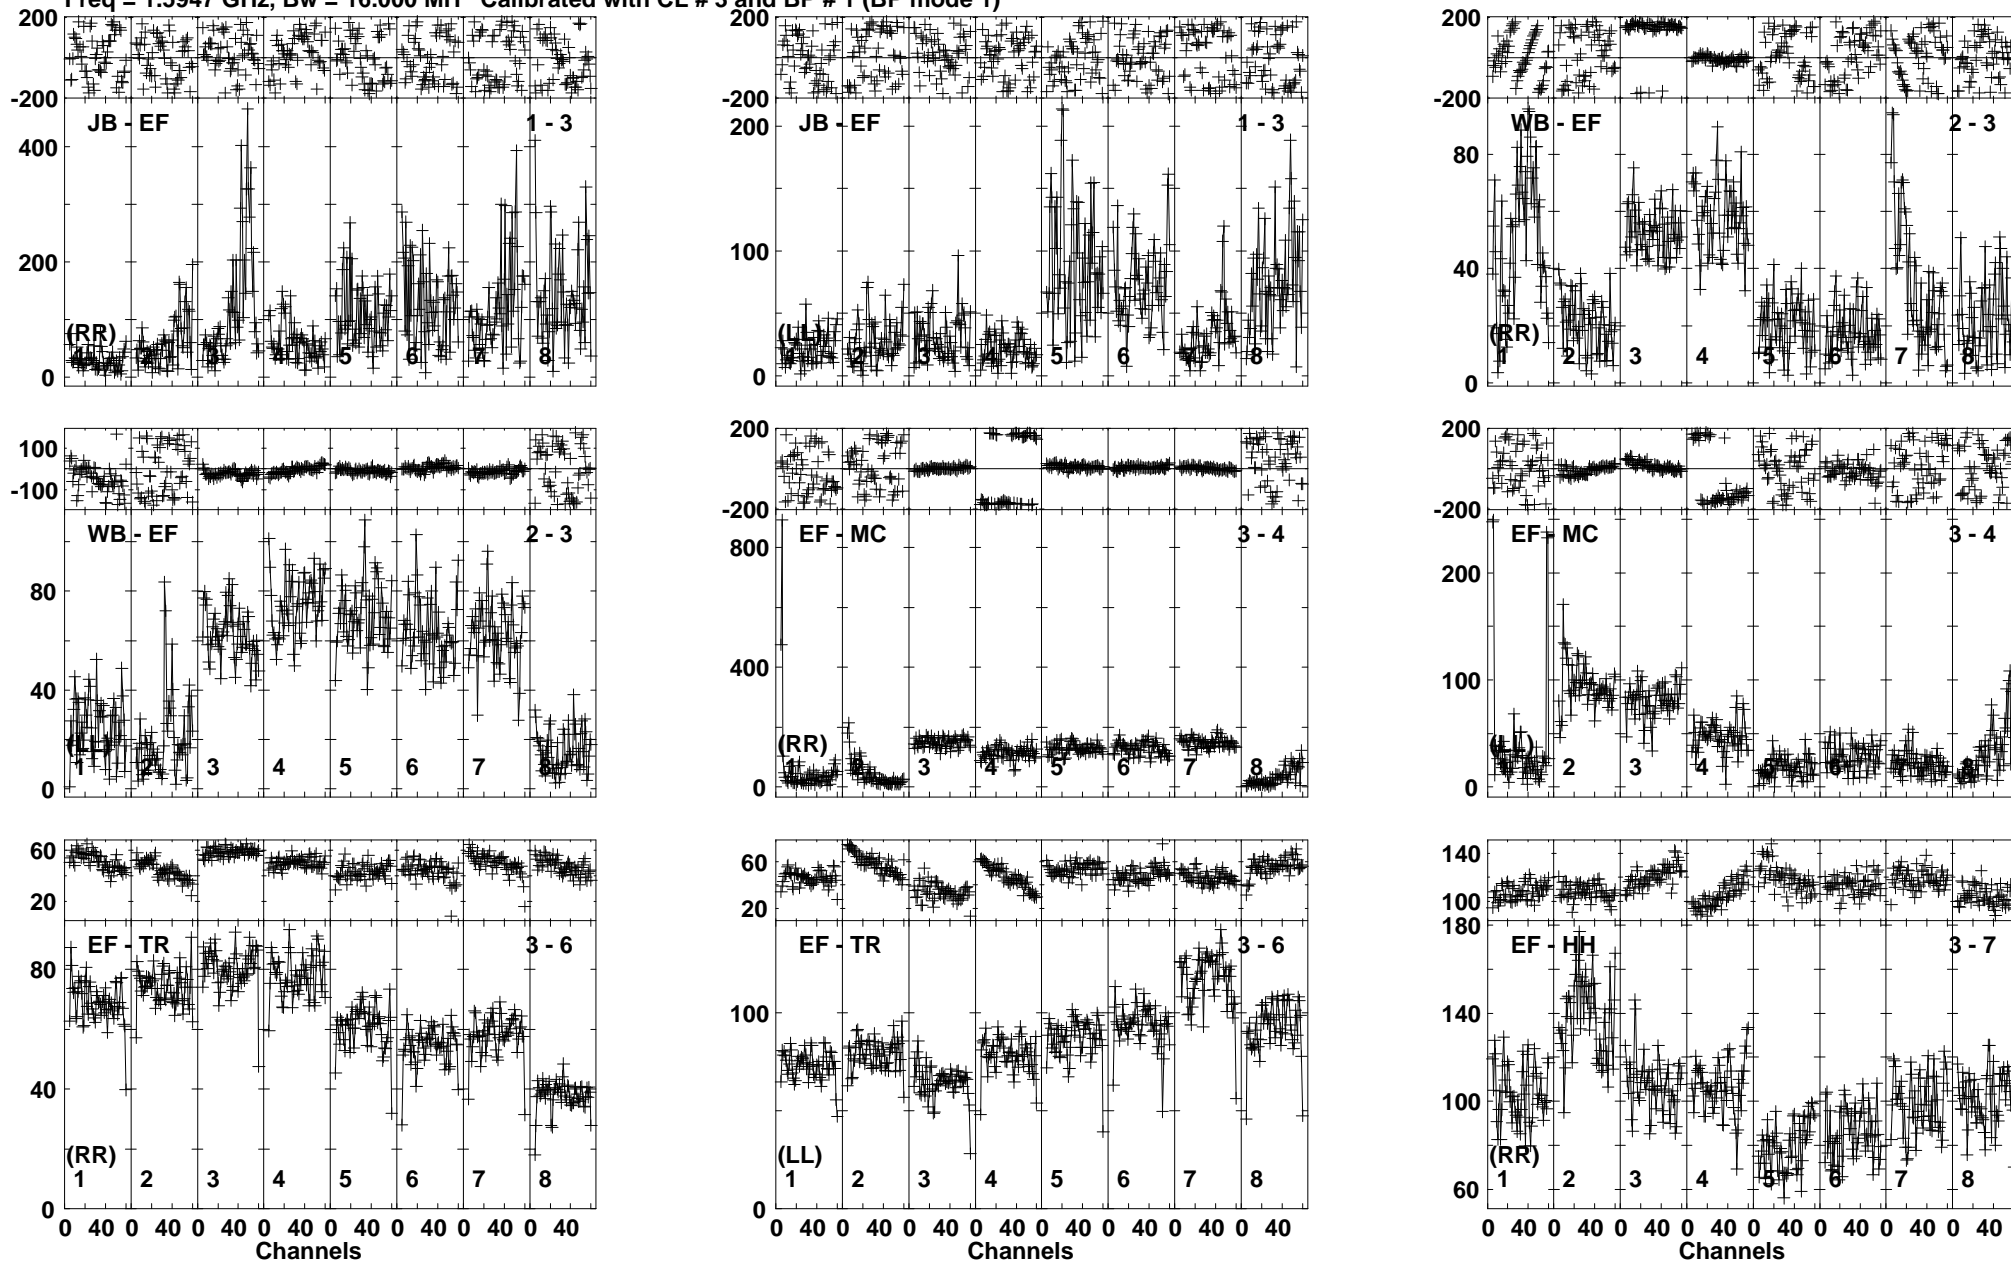 Freq = 1.5947 GHz, Bw = 16.000 MH Calibrated with CL # 3 and BP # 1 (BP mode 1)
200 200 200
-200 -200 -200
JB - EF 1 - 3 JB - EF 1 - 3 WB - EF 2 - 3
400 200 80
200 100 40
0 0 0
(RR) (LL) (RR)
1 2 3 4 5 6 7 8 1 2 3 4 5 6 7 8 1 2 3 4 5 6 7 8
100 200 200
-100 -200 -200
WB - EF 2 - 3 EF - MC 3 - 4 EF - MC 3 - 4
80 800 200
40 400 100
0 0 0
(LL) (RR) (LL)
1 2 3 4 5 6 7 8 1 2 3 4 5 6 7 8 1 2 3 4 5 6 7 8
60 60 140
20 20 100
EF - TR 3 - 6 EF - TR 3 - 6 EF - HH 3 - 7
180
80 100 140
40 100
0 0 60
(RR) (LL) (RR)
1 2 3 4 5 6 7 8 1 2 3 4 5 6 7 8 1 2 3 4 5 6 7 8
0 40 0 40 0 40 0 40 0 40 0 40 0 40 0 40 0 40 0 40 0 40 0 40 0 40 0 40 0 40 0 40 0 40 0 40 0 40 0 40 0 40 0 40 0 40 0 40
Channels Channels Channels